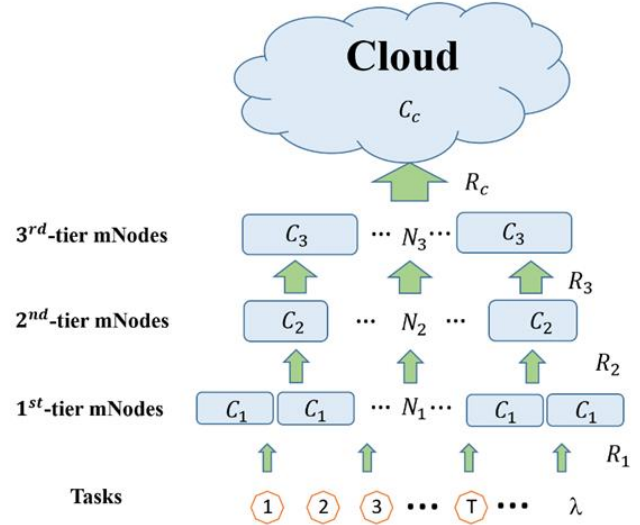 Cloud
C_c
R_c
3^rd-tier mNodes C_3 ··· N_3 ··· C_3
R_3
2^nd-tier mNodes C_2 ··· N_2 ··· C_2
R_2
1^st-tier mNodes C_1 C_1 ··· N_1 ··· C_1 C_1
R_1
Tasks 1 2 3 ··· T ··· λ